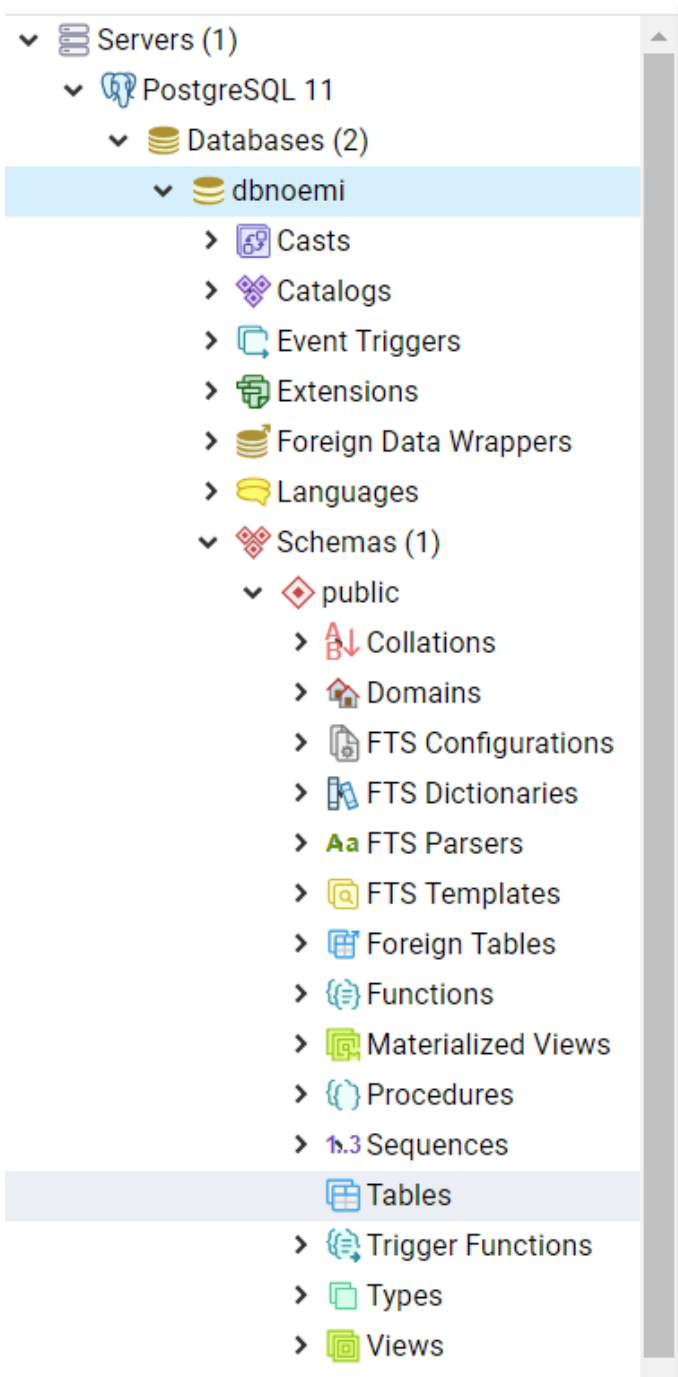 Servers (1)
PostgreSQL 11
Databases (2)
dbnoemi
Casts
Catalogs
Event Triggers
Extensions
Foreign Data Wrappers
Languages
Schemas (1)
public
Collations
Domains
FTS Configurations
FTS Dictionaries
Aa FTS Parsers
FTS Templates
Foreign Tables
Functions
Materialized Views
Procedures
1..3 Sequences
Tables
Trigger Functions
Types
Views